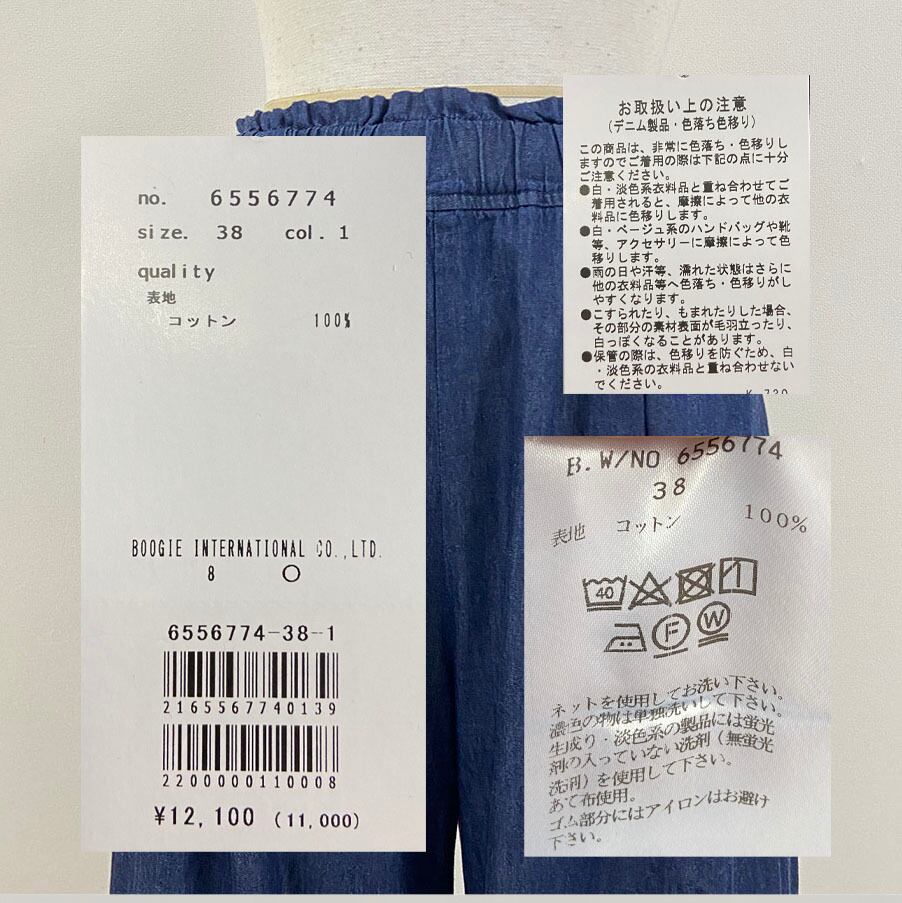 no. 6556774
size. 38 col. 1
quality
表地
コットン 100%
BOOGIE INTERNATIONAL CO.,LTD.
8 ○
6556774-38-1
2165567740139
2200000110008
¥12,100 (11,000)
お取扱い上の注意
(デニム製品・色落ち色移り)
この商品は、非常に色落ち・色移りし
ますのでご着用の際は下記の点に十分
ご注意ください。
●白・淡色系衣料品と重ね合わせてご
着用されると、摩擦によって他の衣
料品に色移りします。
●白・ベージュ系のハンドバッグや靴
等、アクセサリーに摩擦によって色
移りします。
●雨の日や汗等、濡れた状態はさらに
他の衣料品等へ色落ち・色移りがし
やすくなります。
●こすられたり、もまれたりした場合、
その部分の素材表面が毛羽立ったり、
白っぽくなることがあります。
●保管の際は、色移りを防ぐため、白
・淡色系の衣料品と重ね合わせない
でください。
B.W/NO 6556774
38
表地 コットン 100%
40
F W
ネットを使用してお洗い下さい。
濃色の物は単独洗いして下さい。
生成り・淡色系の製品には蛍光
剤の入っていない洗剤（無蛍光
洗剤）を使用して下さい。
あて布使用。
ゴム部分にはアイロンはお避け
下さい。